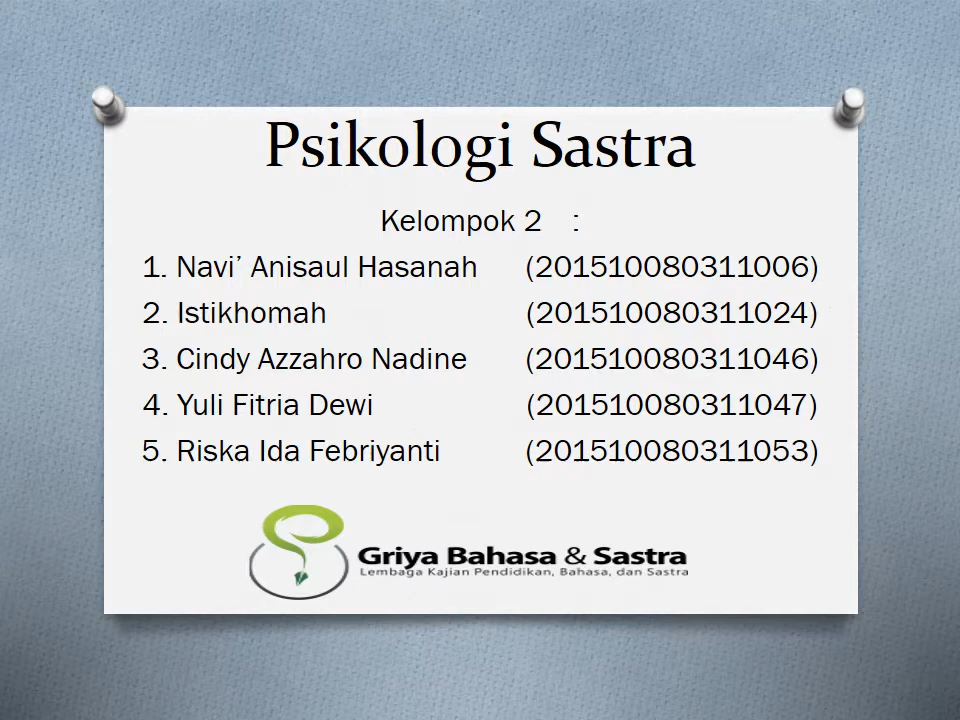 Psikologi Sastra
Kelompok 2 :
1. Navi’ Anisaul Hasanah (201510080311006)
2. Istikhomah (201510080311024)
3. Cindy Azzahro Nadine (201510080311046)
4. Yuli Fitria Dewi (201510080311047)
5. Riska Ida Febriyanti (201510080311053)
Griya Bahasa & Sastra
Lembaga Kajian Pendidikan, Bahasa, dan Sastra